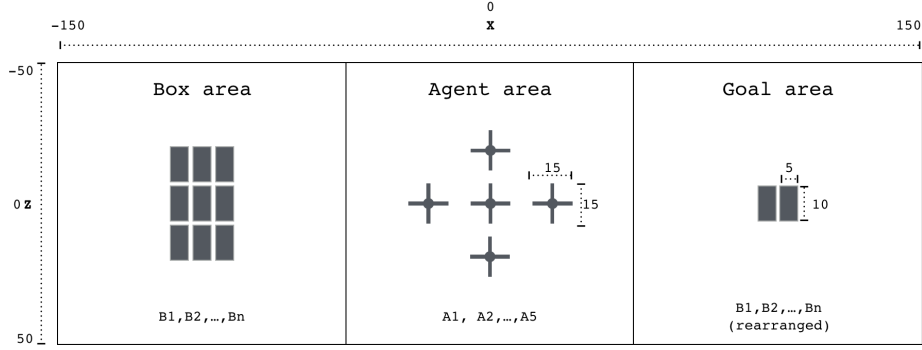 0
-150 X 150
-50
Box area Agent area Goal area
15 5
0 Z 15 10
B1,B2,…,Bn A1, A2,…,A5 B1,B2,…,Bn
(rearranged)
50